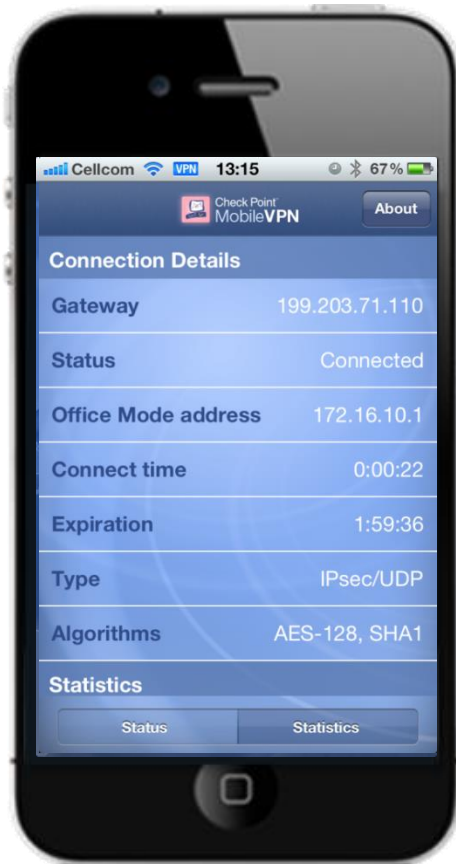 Cellcom VPN 13:15 67%
Check Point
MobileVPN
About
Connection Details
Gateway 199.203.71.110
Status Connected
Office Mode address 172.16.10.1
Connect time 0:00:22
Expiration 1:59:36
Type IPsec/UDP
Algorithms AES-128, SHA1
Statistics
Status Statistics